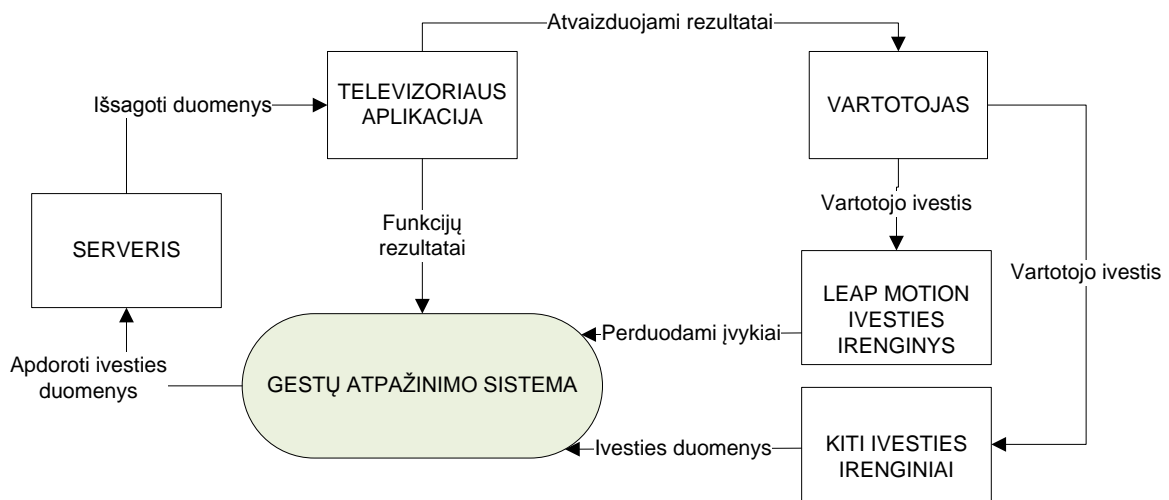 Atvaizduojami rezultatai
TELEVIZORIAUS
APLIKACIJA
VARTOTOJAS
Išsagoti duomenys
Funkcijų
rezultatai
Vartotojo ivestis
SERVERIS
Vartotojo ivestis
LEAP MOTION
IVESTIES
IRENGINYS
Perduodami įvykiai
Apdoroti ivesties
duomenys
GESTŲ ATPAŽINIMO SISTEMA
Ivesties duomenys
KITI IVESTIES
IRENGINIAI